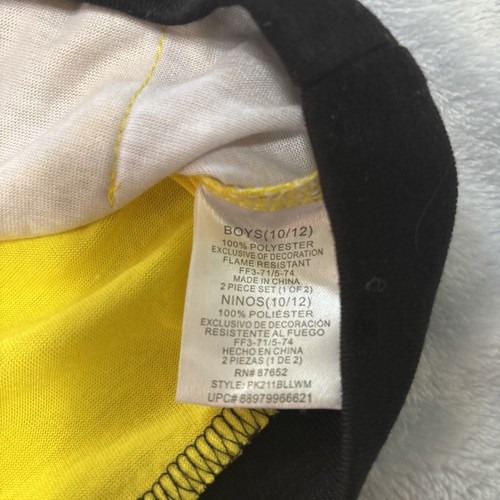 BOYS(10/12)
100% POLYESTER
EXCLUSIVE OF DECORATION
FLAME RESISTANT
FF3-71/5-74
MADE IN CHINA
2 PIECE SET (1 OF 2)
NINOS(10/12)
100% POLIÉSTER
EXCLUSIVO DE DECORACIÓN
RESISTENTE AL FUEGO
FF3-71/5-74
HECHO EN CHINA
2 PIEZAS (1 DE 2)
RN# 87652
STYLE: PK211BLLWM
UPC# 68979966621